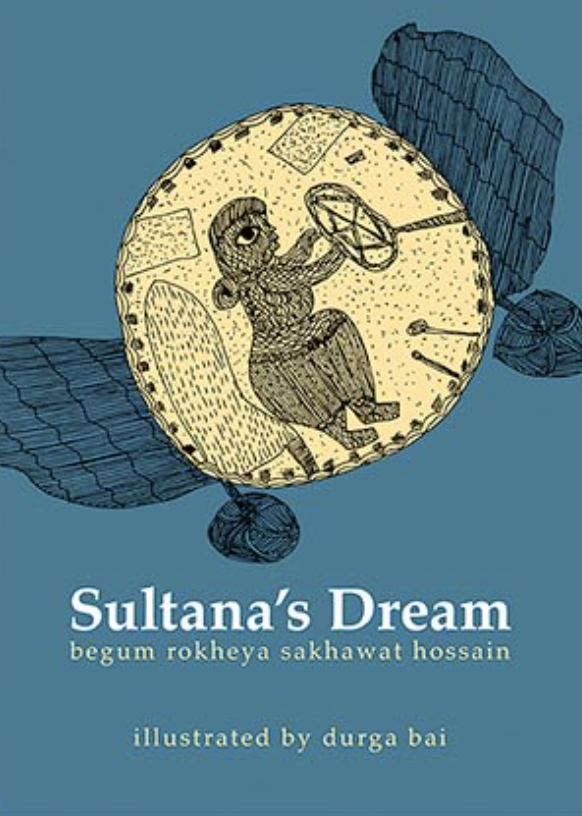 Sultana's Dream
begum rokheya sakhawat hossain
illustrated by durga bai